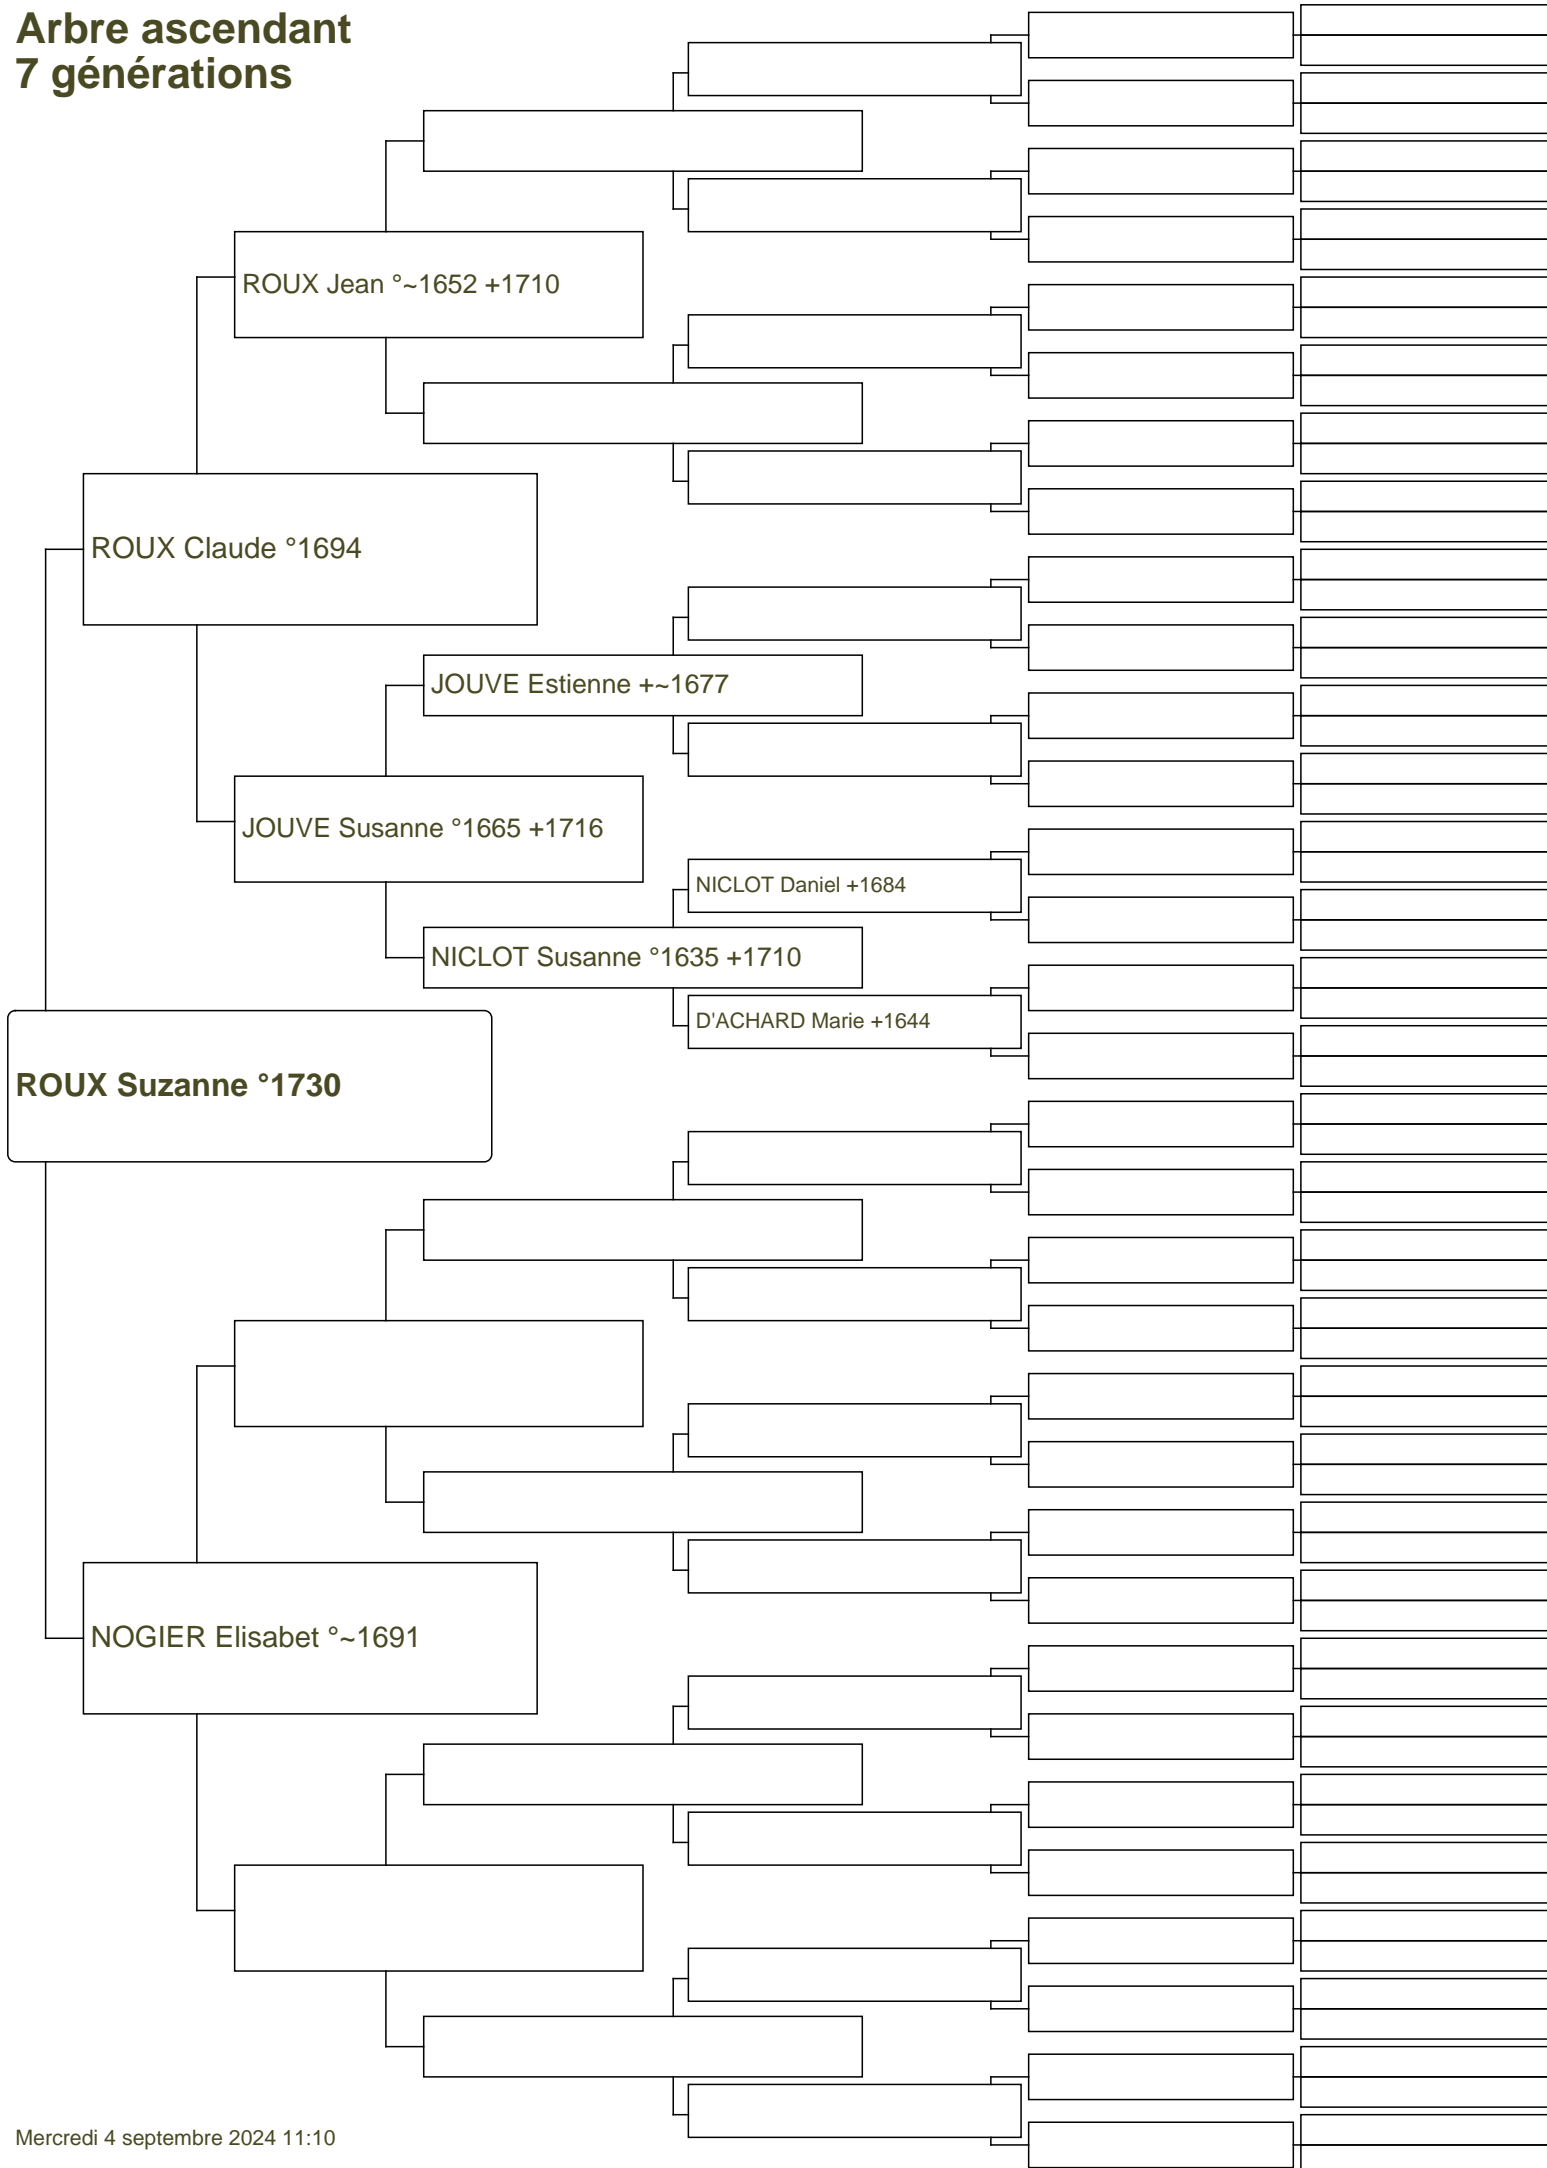 Arbre ascendant
7 générations
ROUX Jean °~1652 +1710
ROUX Claude °1694
JOUVE Estienne +~1677
JOUVE Susanne °1665 +1716
NICLOT Daniel +1684
NICLOT Susanne °1635 +1710
D'ACHARD Marie +1644
ROUX Suzanne °1730
NOGIER Elisabet °~1691
Mercredi 4 septembre 2024 11:10